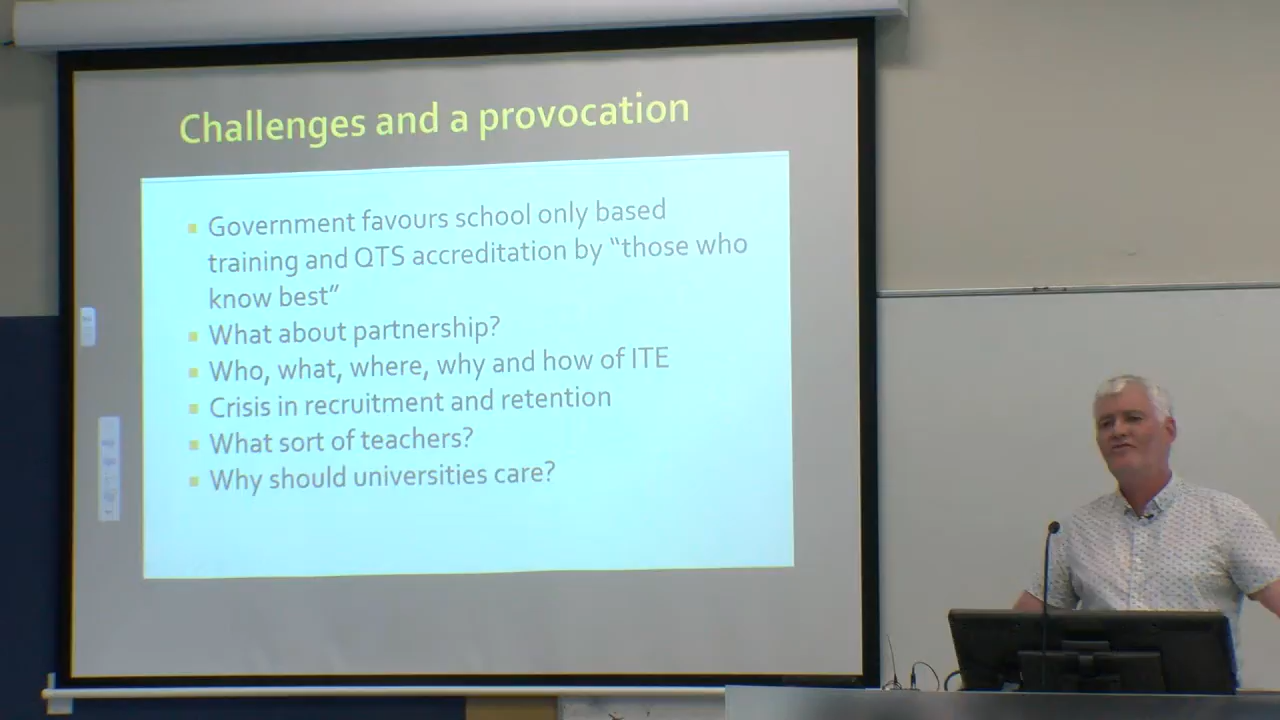 Challenges and a provocation
Government favours school only based
training and QTS accreditation by “those who
know best”
What about partnership?
Who, what, where, why and how of ITE
Crisis in recruitment and retention
What sort of teachers?
Why should universities care?